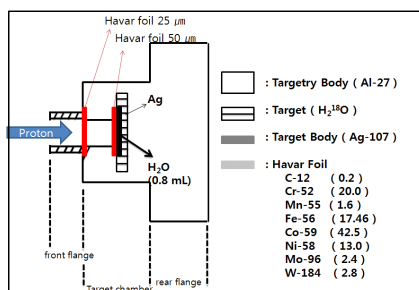 Havar foil 25 ㎛
Havar foil 50 ㎛
Ag
Proton
H₂O
(0.8 mL)
front flange
Target chamber
rear flange
: Targetry Body ( Al-27)
: Target (H₂¹⁸O)
: Target Body ( Ag-107)
: Havar Foil
C-12 ( 0.2 )
Cr-52 ( 20.0 )
Mn-55 ( 1.6 )
Fe-56 ( 17.46 )
Co-59 ( 42.5 )
Ni-58 ( 13.0 )
Mo-96 ( 2.4 )
W-184 ( 2.8 )